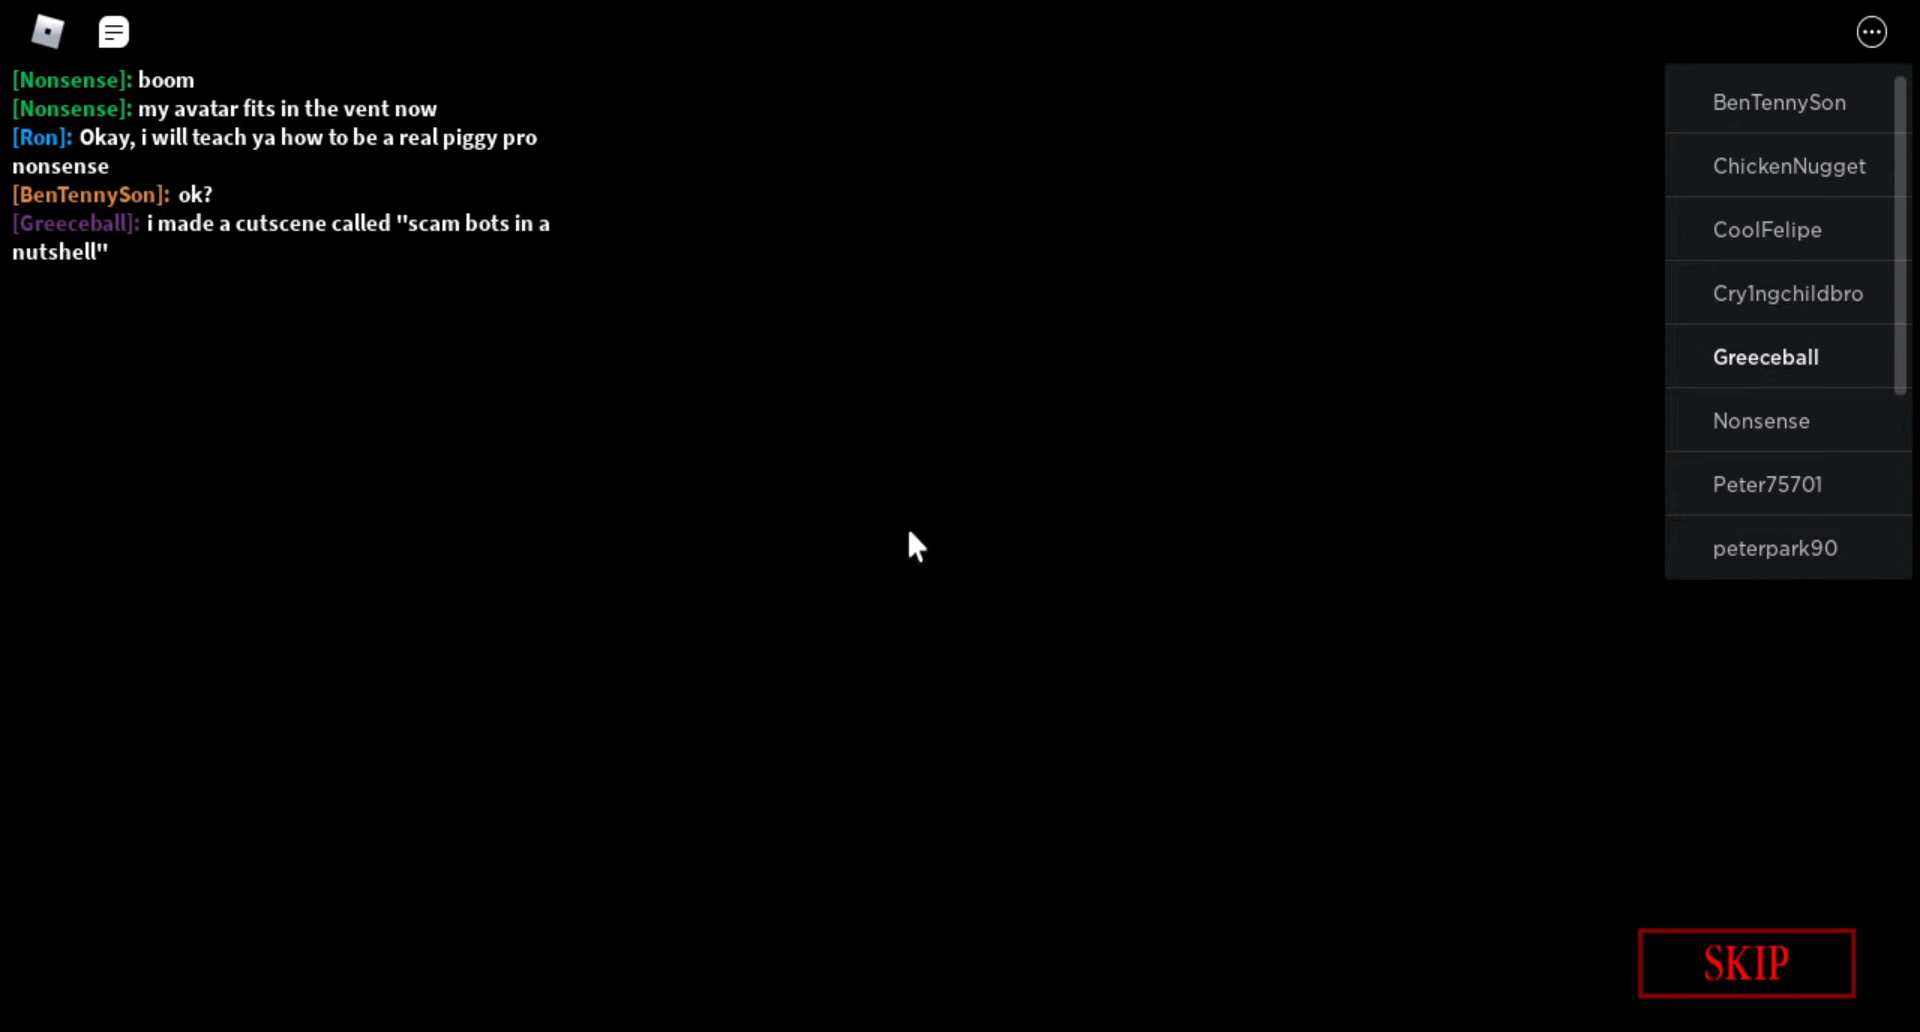 [Nonsense]: boom
[Nonsense]: my avatar fits in the vent now
[Ron]: Okay, i will teach ya how to be a real piggy pro
nonsense
[BenTennySon]: ok?
[Greeceball]: i made a cutscene called "scam bots in a
nutshell"
BenTennySon
ChickenNugget
CoolFelipe
Cry1ngchildbro
Greeceball
Nonsense
Peter75701
peterpark90
SKIP